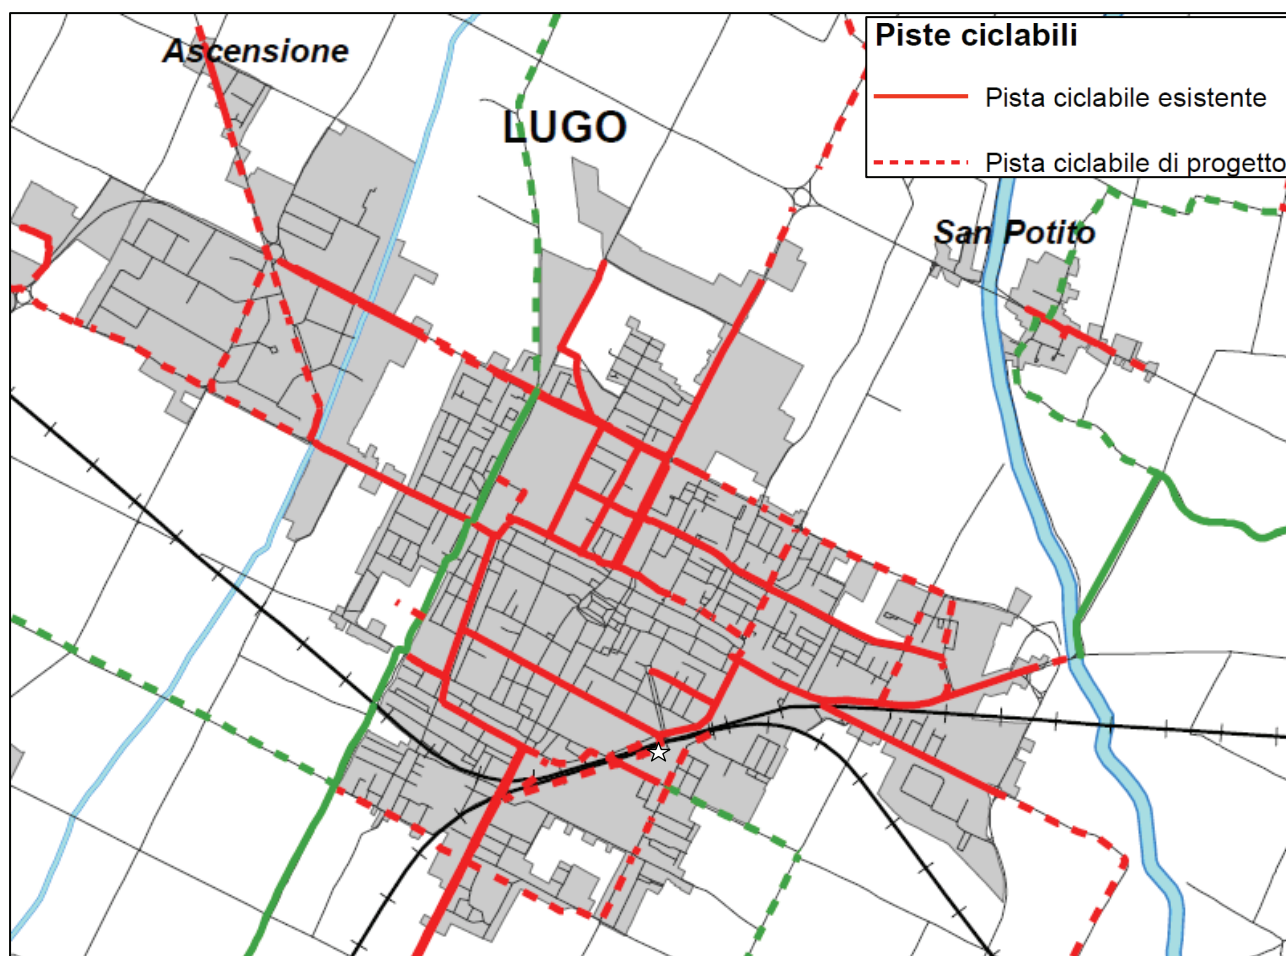 Piste ciclabili
Ascensione
Pista ciclabile esistente
LUGO
Pista ciclabile di progetto
San Potito